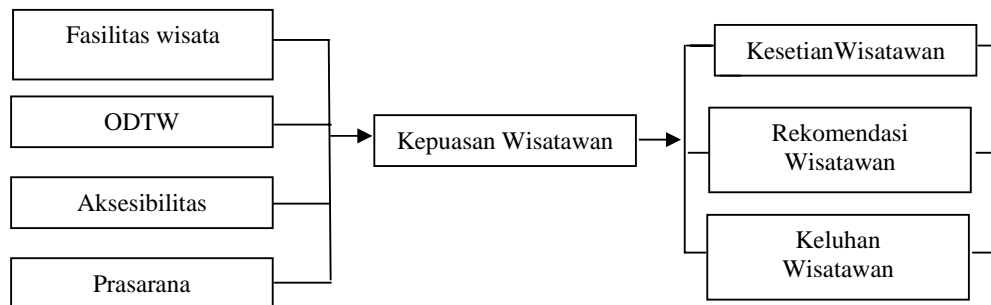 Fasilitas wisata
ODTW
Aksesibilitas
Prasarana
Kepuasan Wisatawan
KesetianWisatawan
Rekomendasi
Wisatawan
Keluhan
Wisatawan